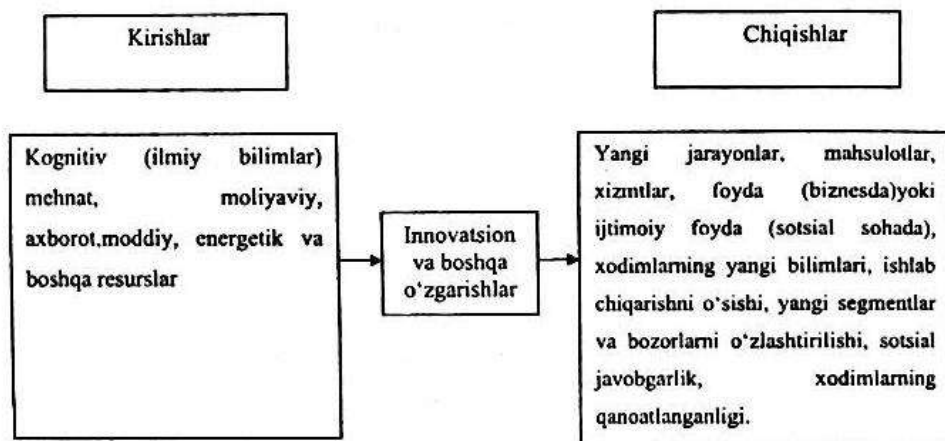 Kirishlar
Chiqishlar
Kognitiv (ilmiy bilimlar)
mehnat, moliyaviy,
axborot,moddiy, energetik va
boshqa resurslar
Innovatsion
va boshqa
o‘zgarishlar
Yangi jarayonlar, mahsulotlar,
xizmtlar, foyda (biznesda)yoki
ijtimoiy foyda (sotsial sohada),
xodimlarning yangi bilimlari, ishlab
chiqarishni o‘sishi, yangi segmentlar
va bozorlarni o‘zlashtirilishi, sotsial
javobgarlik, xodimlarning
qanoatlanganligi.